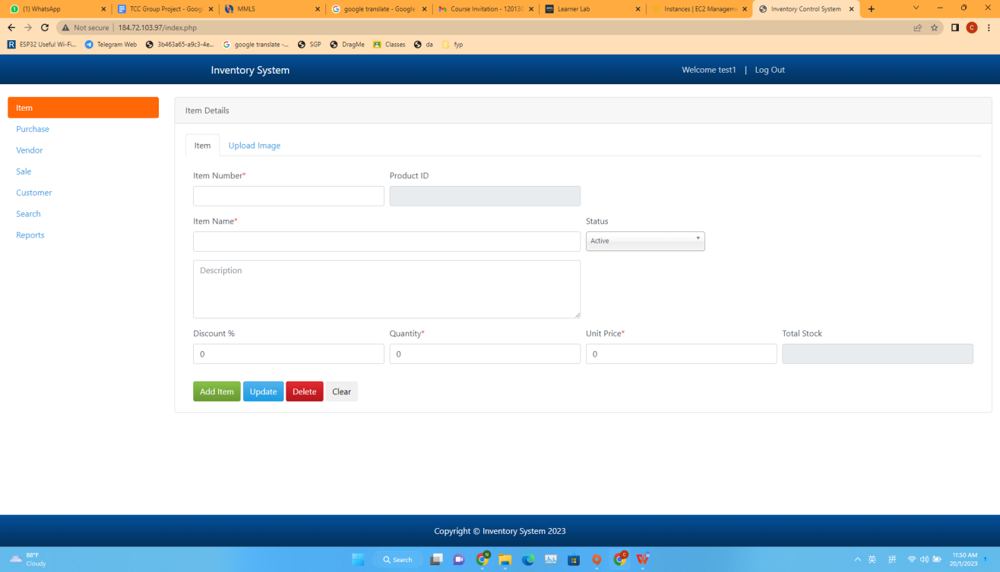 (1) WhatsApp
TCC Group Project - Googl
MMLS
google translate - Google
Course Invitation - 120130
Learner Lab
Instances | EC2 Managem
Inventory Control System
Not secure | 184.72.103.97/index.php
ESP32 Useful Wi-Fi...
Telegram Web
3b463a65-a9c3-4e...
google translate -...
SGP
DragMe
Classes
da
fyp
Inventory System
Welcome test1 | Log Out
Item
Purchase
Vendor
Sale
Customer
Search
Reports
Item Details
Item
Upload Image
Item Number*
Product ID
Item Name*
Status
Active
Description
Discount %
Quantity*
Unit Price*
Total Stock
0
0
0
Add Item
Update
Delete
Clear
Copyright © Inventory System 2023
88°F
Cloudy
Search
英
拼
11:50 AM
20/1/2023
1